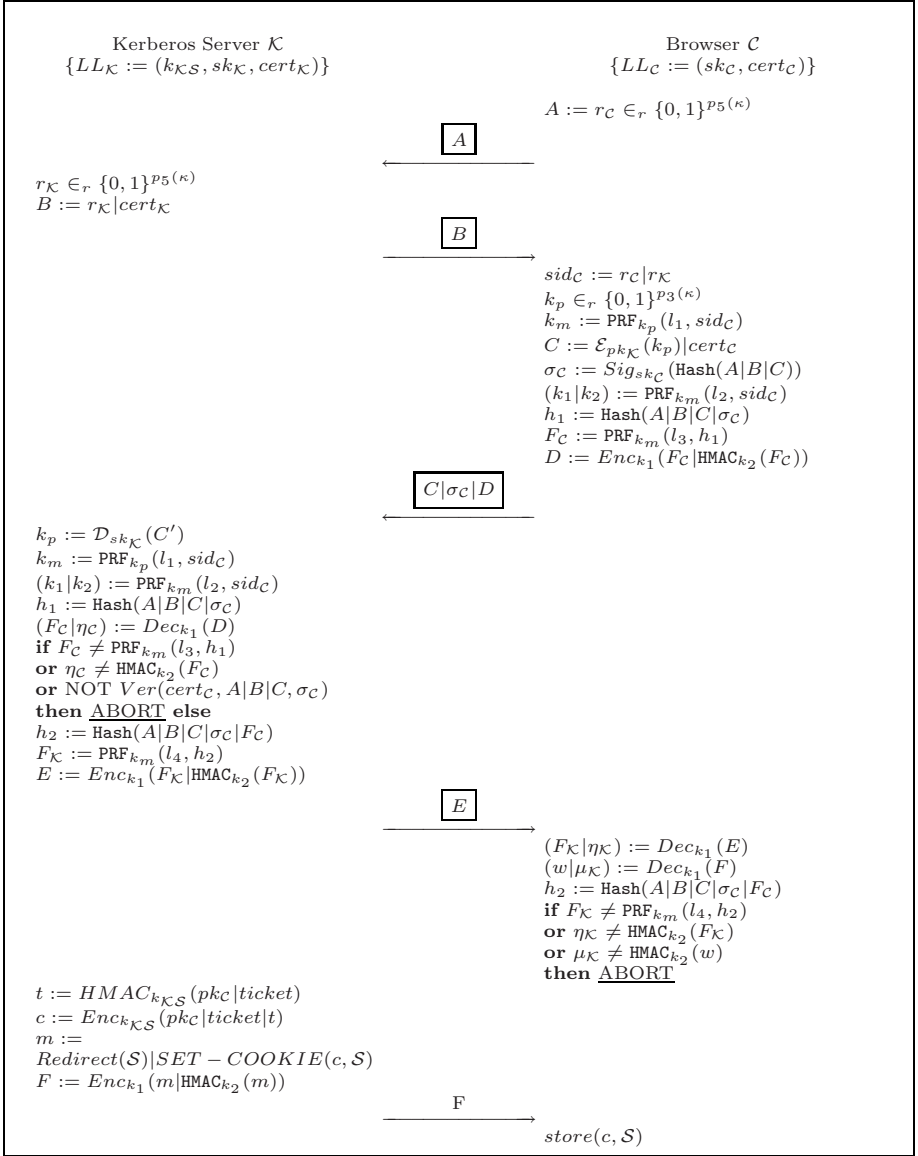 Kerberos Server 𝒦
{LL_𝒦 := (k_𝒦𝒮, sk_𝒦, cert_𝒦)}
Browser 𝒞
{LL_𝒞 := (sk_𝒞, cert_𝒞)}
A := r_𝒞 ∈_r {0, 1}^{p_5(κ)}
A
r_𝒦 ∈_r {0, 1}^{p_5(κ)}
B := r_𝒦|cert_𝒦
B
sid_𝒞 := r_𝒞|r_𝒦
k_p ∈_r {0, 1}^{p_3(κ)}
k_m := PRF_{k_p}(l_1, sid_𝒞)
C := ℰ_{pk_𝒦}(k_p)|cert_𝒞
σ_𝒞 := Sig_{sk_𝒞}(Hash(A|B|C))
(k_1|k_2) := PRF_{k_m}(l_2, sid_𝒞)
h_1 := Hash(A|B|C|σ_𝒞)
F_𝒞 := PRF_{k_m}(l_3, h_1)
D := Enc_{k_1}(F_𝒞|HMAC_{k_2}(F_𝒞))
C|σ_𝒞|D
k_p := 𝒟_{sk_𝒦}(C′)
k_m := PRF_{k_p}(l_1, sid_𝒞)
(k_1|k_2) := PRF_{k_m}(l_2, sid_𝒞)
h_1 := Hash(A|B|C|σ_𝒞)
(F_𝒞|η_𝒞) := Dec_{k_1}(D)
if F_𝒞 ≠ PRF_{k_m}(l_3, h_1)
or η_𝒞 ≠ HMAC_{k_2}(F_𝒞)
or NOT Ver(cert_𝒞, A|B|C, σ_𝒞)
then ABORT else
h_2 := Hash(A|B|C|σ_𝒞|F_𝒞)
F_𝒦 := PRF_{k_m}(l_4, h_2)
E := Enc_{k_1}(F_𝒦|HMAC_{k_2}(F_𝒦))
E
(F_𝒦|η_𝒦) := Dec_{k_1}(E)
(w|μ_𝒦) := Dec_{k_1}(F)
h_2 := Hash(A|B|C|σ_𝒞|F_𝒞)
if F_𝒦 ≠ PRF_{k_m}(l_4, h_2)
or η_𝒦 ≠ HMAC_{k_2}(F_𝒦)
or μ_𝒦 ≠ HMAC_{k_2}(w)
then ABORT
t := HMAC_{k_𝒦𝒮}(pk_𝒞|ticket)
c := Enc_{k_𝒦𝒮}(pk_𝒞|ticket|t)
m :=
Redirect(𝒮)|SET − COOKIE(c, 𝒮)
F := Enc_{k_1}(m|HMAC_{k_2}(m))
F
store(c, 𝒮)